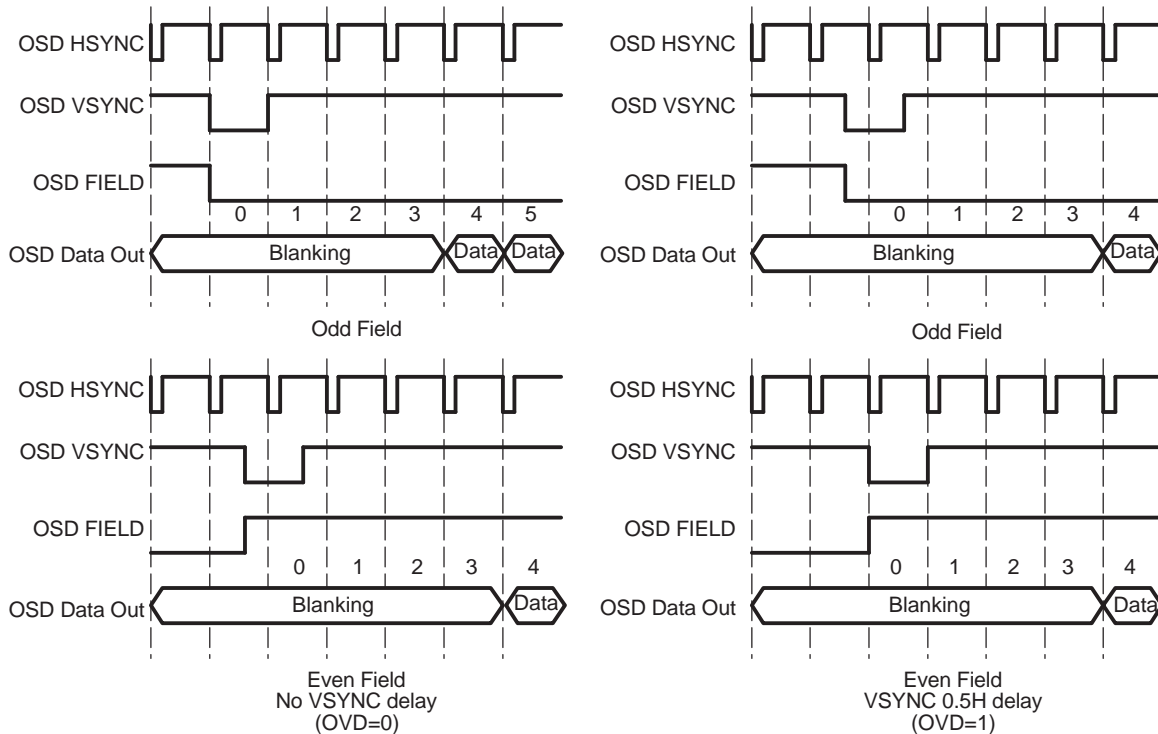 OSD HSYNC
OSD VSYNC
OSD FIELD
0 1 2 3 4 5
OSD Data Out Blanking Data Data
Odd Field
OSD HSYNC
OSD VSYNC
OSD FIELD
0 1 2 3 4
OSD Data Out Blanking Data
Odd Field
OSD HSYNC
OSD VSYNC
OSD FIELD
0 1 2 3 4
OSD Data Out Blanking Data
Even Field
No VSYNC delay
(OVD=0)
OSD HSYNC
OSD VSYNC
OSD FIELD
0 1 2 3 4
OSD Data Out Blanking Data
Even Field
VSYNC 0.5H delay
(OVD=1)